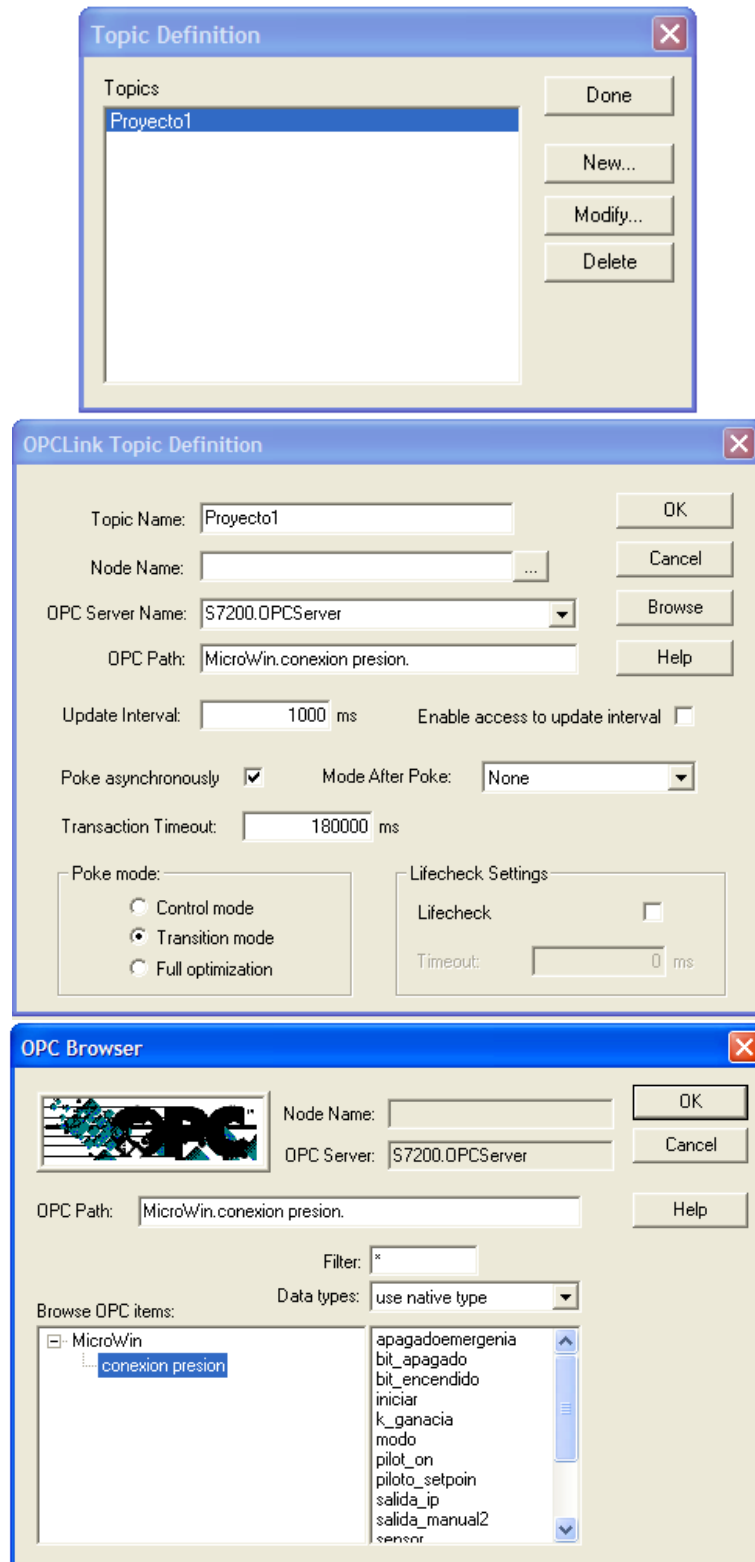 Topic Definition
Topics
Done
Proyecto1
New...
Modify...
Delete
OPCLink Topic Definition
Topic Name: Proyecto1
OK
Node Name:
...
Cancel
OPC Server Name: S7200.OPCServer
Browse
OPC Path: MicroWin.conexion presion.
Help
Update Interval: 1000 ms
Enable access to update interval
Poke asynchronously
Mode After Poke: None
Transaction Timeout: 180000 ms
Poke mode:
Control mode
Transition mode
Full optimization
Lifecheck Settings
Lifecheck
Timeout: 0 ms
OPC Browser
OPC
Node Name:
OK
OPC Server: S7200.OPCServer
Cancel
OPC Path: MicroWin.conexion presion.
Help
Filter: *
Data types: use native type
Browse OPC items:
MicroWin
conexion presion
apagadoemergenia
bit_apagado
bit_encendido
iniciar
k_ganacia
modo
pilot_on
piloto_setpoin
salida_ip
salida_manual2
sensor